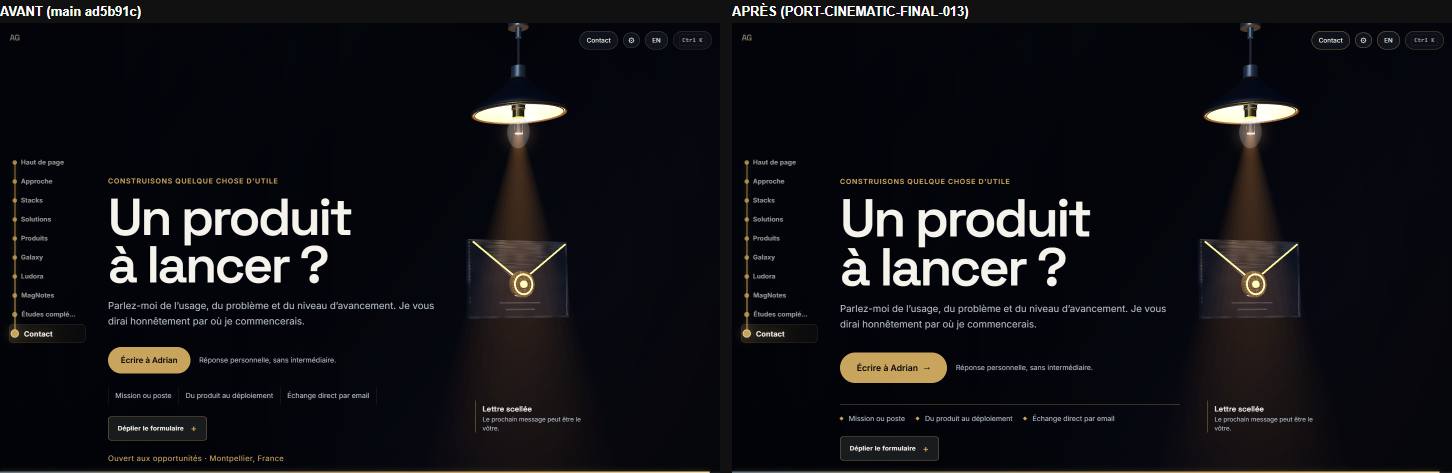 AVANT (main ad5b91c)
AG
Contact
EN
Ctrl K
Haut de page
Approche
Stacks
Solutions
Produits
Galaxy
Ludora
MagNotes
Études complé...
Contact
CONSTRUISONS QUELQUE CHOSE D'UTILE
Un produit
à lancer ?
Parlez-moi de l'usage, du problème et du niveau d'avancement. Je vous
dirai honnêtement par où je commencerais.
Écrire à Adrian
Réponse personnelle, sans intermédiaire.
Mission ou poste
Du produit au déploiement
Échange direct par email
Déplier le formulaire +
Ouvert aux opportunités · Montpellier, France
Lettre scellée
Le prochain message peut être le
vôtre.
APRÈS (PORT-CINEMATIC-FINAL-013)
AG
Contact
EN
Ctrl K
Haut de page
Approche
Stacks
Solutions
Produits
Galaxy
Ludora
MagNotes
Études complé...
Contact
CONSTRUISONS QUELQUE CHOSE D'UTILE
Un produit
à lancer ?
Parlez-moi de l'usage, du problème et du niveau d'avancement. Je vous
dirai honnêtement par où je commencerais.
Écrire à Adrian →
Réponse personnelle, sans intermédiaire.
Mission ou poste
Du produit au déploiement
Échange direct par email
Déplier le formulaire +
Lettre scellée
Le prochain message peut être le
vôtre.